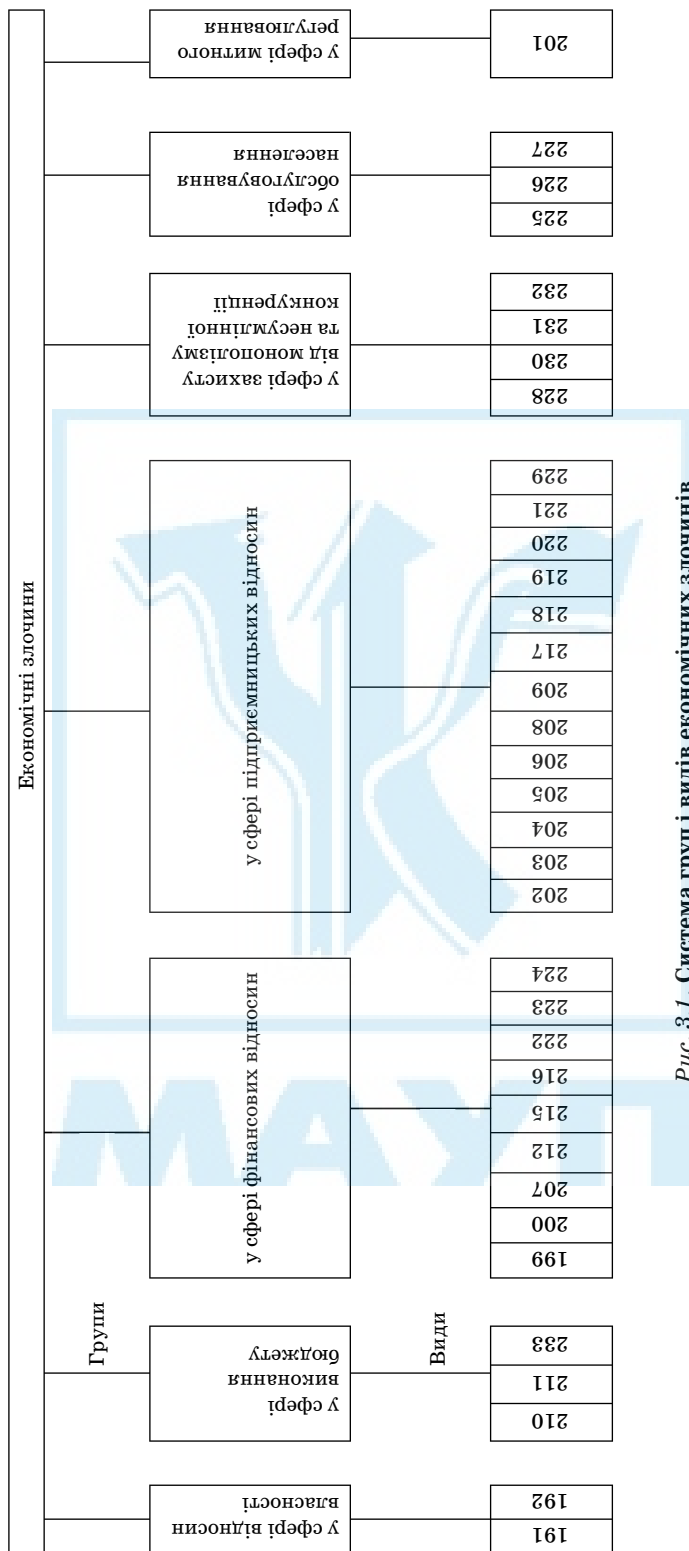 Економічні злочини
Групи
у сфері відносин
власності
у сфері
виконання
бюджету
у сфері фінансових відносин
у сфері підприємницьких відносин
у сфері захисту
від монополізму
та несумлінної
конкуренції
у сфері
обслуговування
населення
у сфері митного
регулювання
Види
191
192
210
211
233
199
200
207
212
215
216
222
223
224
202
203
204
205
206
208
209
217
218
219
220
221
229
228
230
231
232
225
226
227
201
Рис. 3.1. Система груп і видів економічних злочинів
МАУП